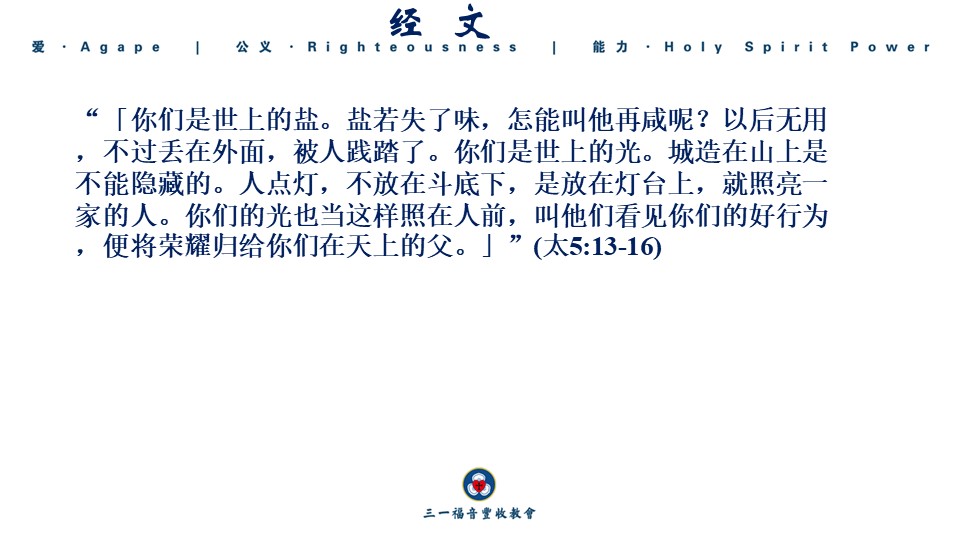 经 文
爱·Agape | 公义·Righteousness | 能力·Holy Spirit Power
“「你们是世上的盐。盐若失了味，怎能叫他再咸呢？以后无用
，不过丢在外面，被人践踏了。你们是世上的光。城造在山上是
不能隐藏的。人点灯，不放在斗底下，是放在灯台上，就照亮一
家的人。你们的光也当这样照在人前，叫他们看见你们的好行为
，便将荣耀归给你们在天上的父。」”(太5:13-16)
三一福音豐收教會